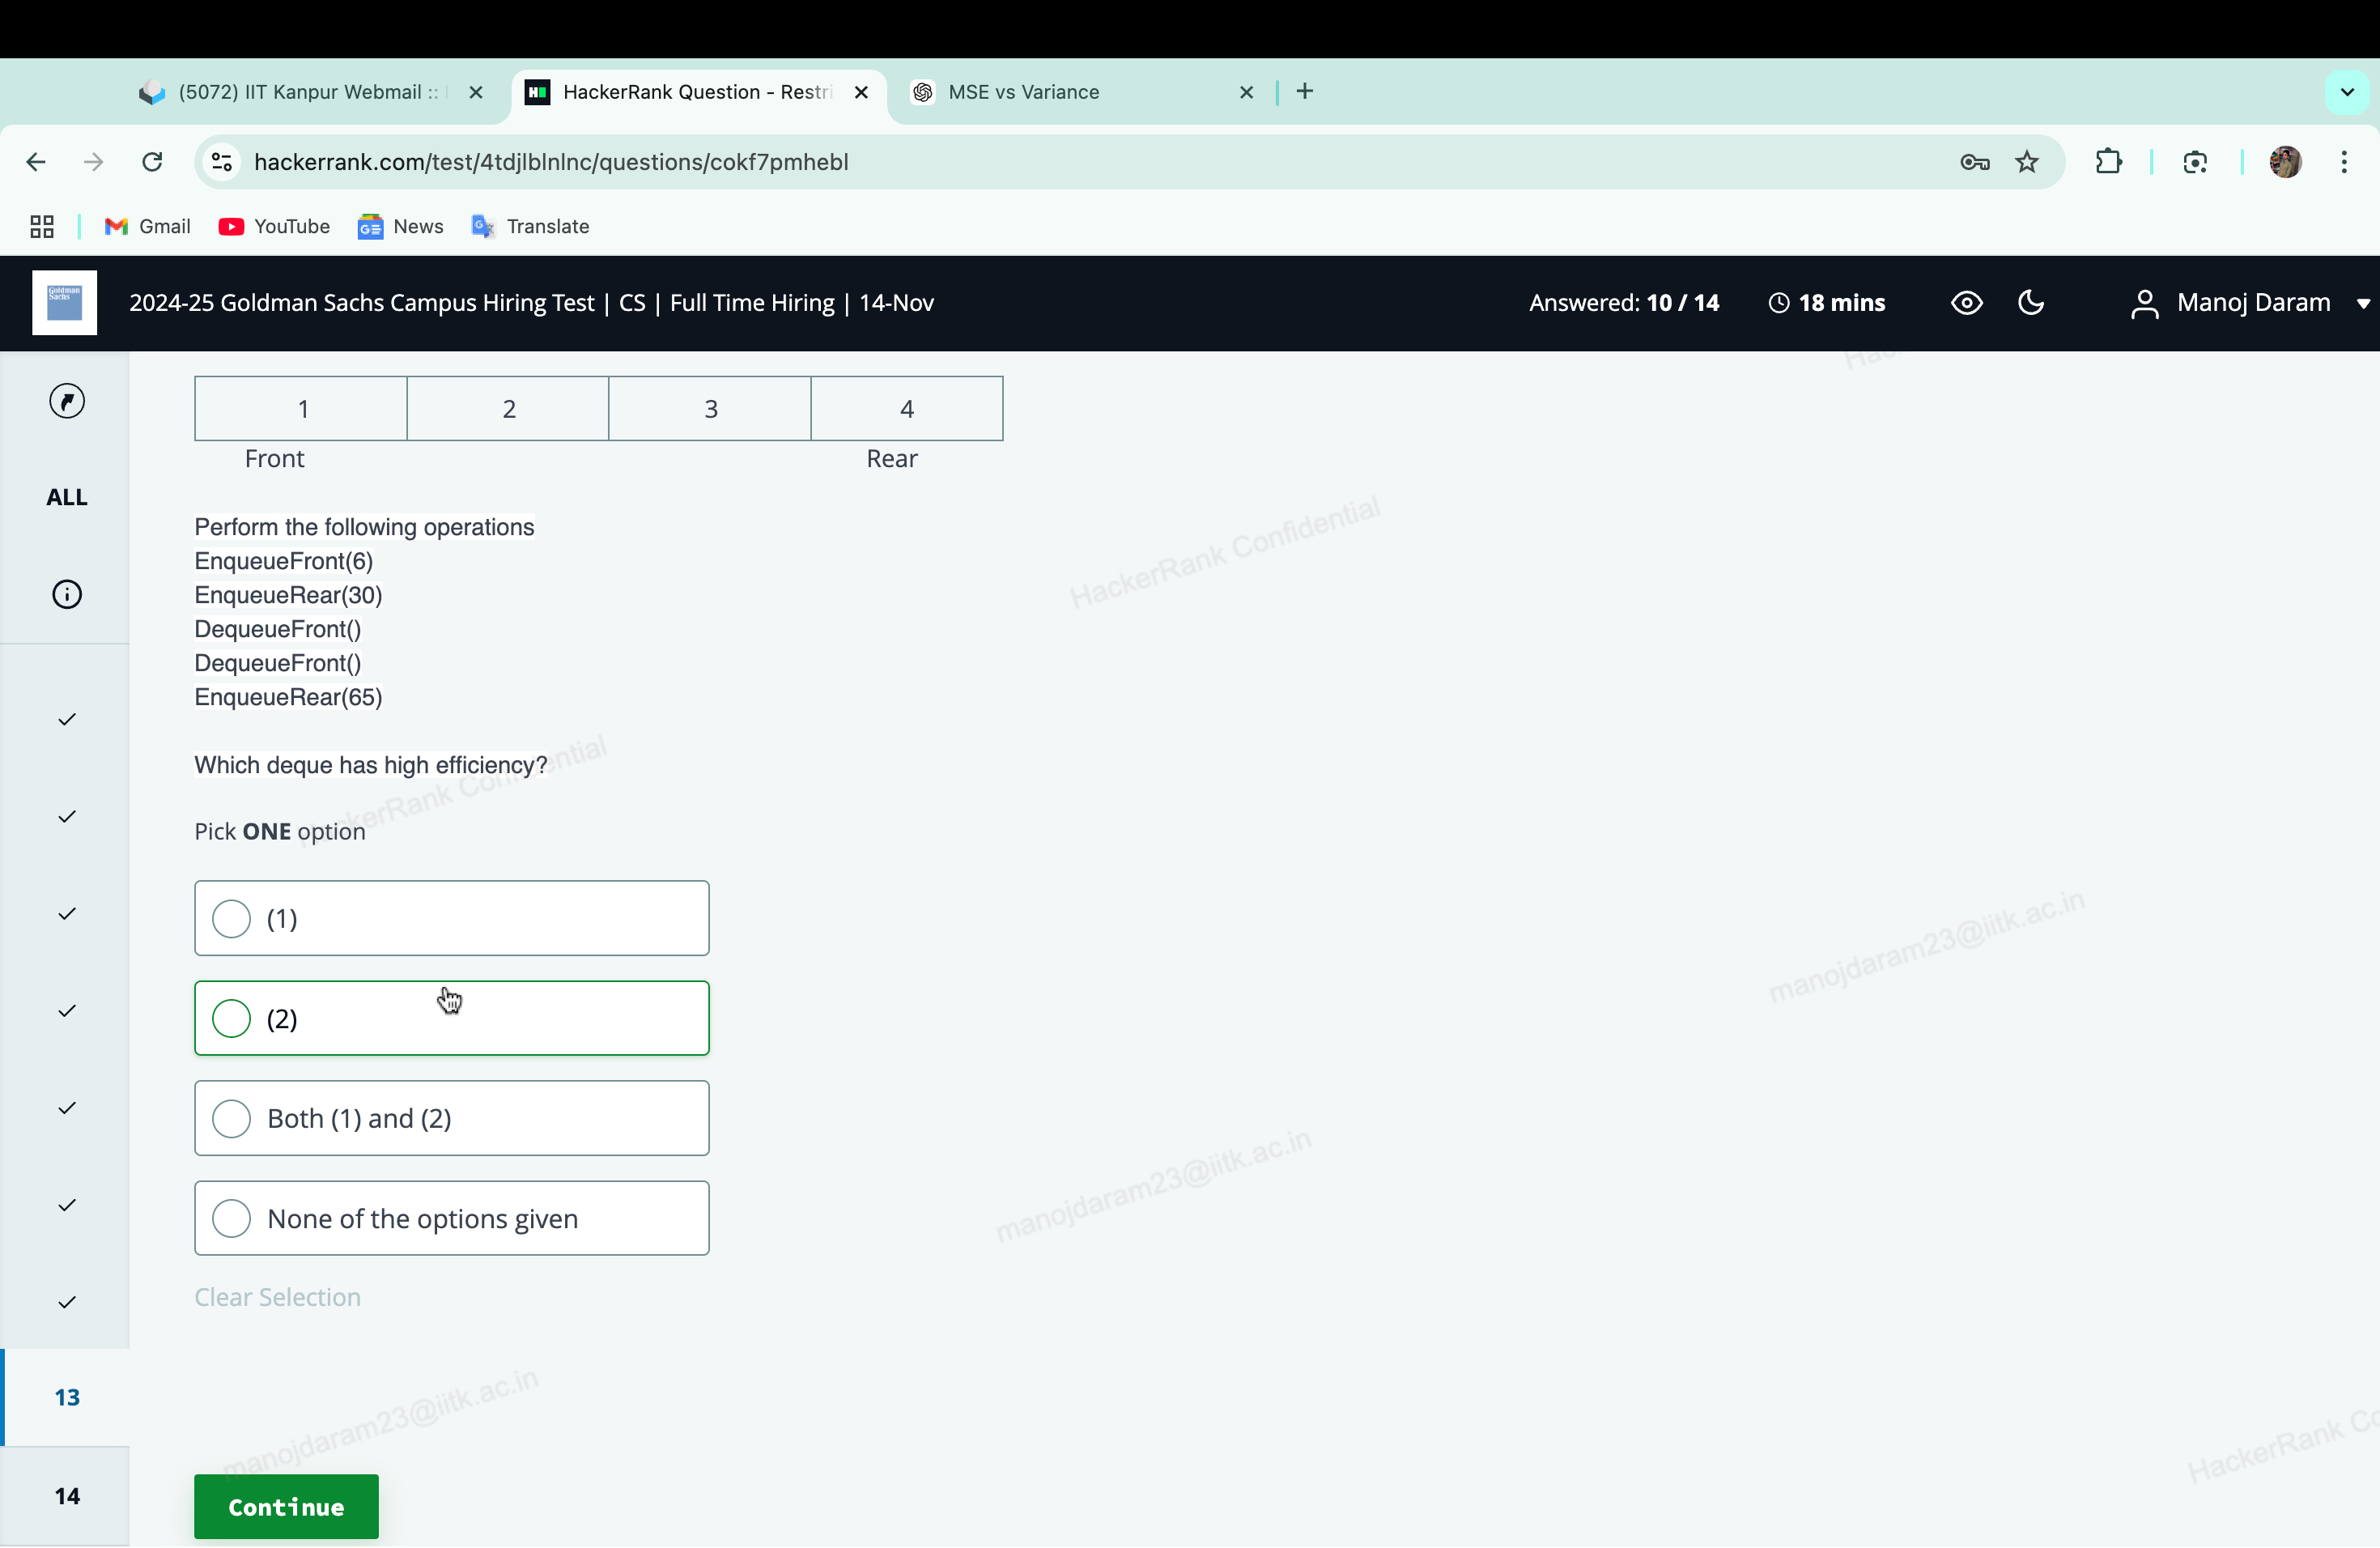 (5072) IIT Kanpur Webmail ::
HackerRank Question - Restri
MSE vs Variance
hackerrank.com/test/4tdjlblnlnc/questions/cokf7pmhebl
Gmail
YouTube
News
Translate
Goldman
Sachs
2024-25 Goldman Sachs Campus Hiring Test | CS | Full Time Hiring | 14-Nov
Answered: 10 / 14
18 mins
Manoj Daram
ALL
1 2 3 4
Front Rear
Perform the following operations
EnqueueFront(6)
EnqueueRear(30)
DequeueFront()
DequeueFront()
EnqueueRear(65)
HackerRank Confidential
Which deque has high efficiency?
HackerRank Confidential
Pick ONE option
(1)
(2)
Both (1) and (2)
None of the options given
Clear Selection
manojdaram23@iitk.ac.in
manojdaram23@iitk.ac.in
manojdaram23@iitk.ac.in
HackerRank Co
13
14
Continue